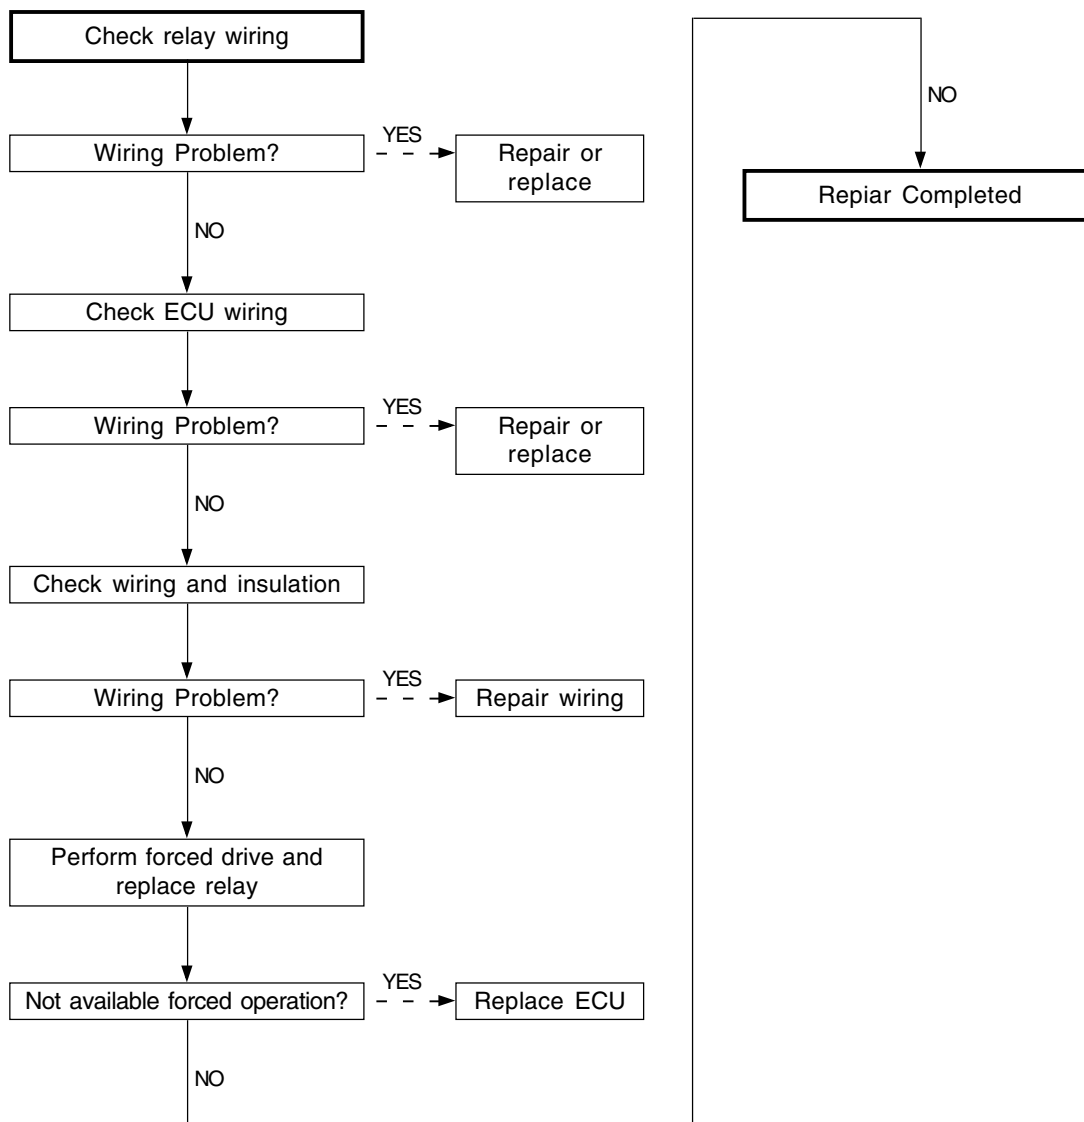 Check relay wiring
Wiring Problem?
YES
Repair or
replace
NO
Check ECU wiring
Wiring Problem?
YES
Repair or
replace
NO
Check wiring and insulation
Wiring Problem?
YES
Repair wiring
NO
Perform forced drive and
replace relay
Not available forced operation?
YES
Replace ECU
NO
NO
Repiar Completed